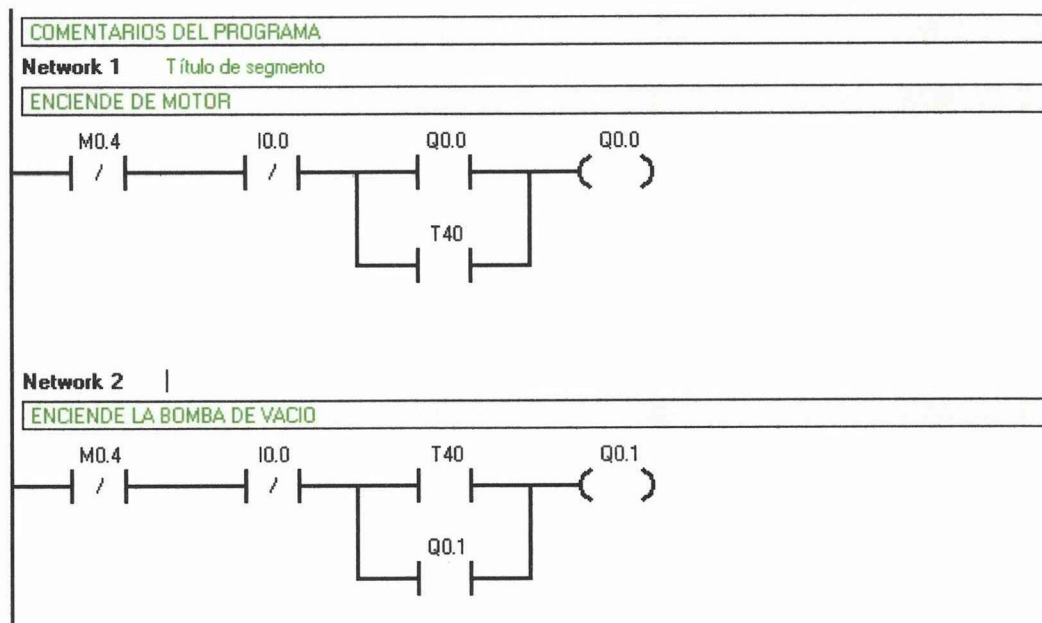 COMENTARIOS DEL PROGRAMA
Network 1 Título de segmento
ENCIENDE DE MOTOR
M0.4 I0.0 Q0.0 Q0.0
/ /
T40
Network 2
ENCIENDE LA BOMBA DE VACIO
M0.4 I0.0 T40 Q0.1
/ /
Q0.1